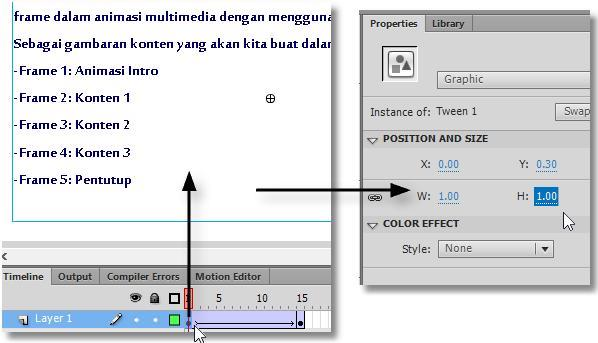 frame dalam animasi multimedia dengan mengguna
Sebagai gambaran konten yang akan kita buat dalam
-Frame 1: Animasi Intro
-Frame 2: Konten 1
-Frame 3: Konten 2
-Frame 4: Konten 3
-Frame 5: Pentutup
Timeline Output Compiler Errors Motion Editor
1 5 10 15
Layer 1
Properties Library
Graphic
Instance of: Tween 1 Swap
POSITION AND SIZE
X: 0.00 Y: 0.30
W: 1.00 H: 1.00
COLOR EFFECT
Style: None